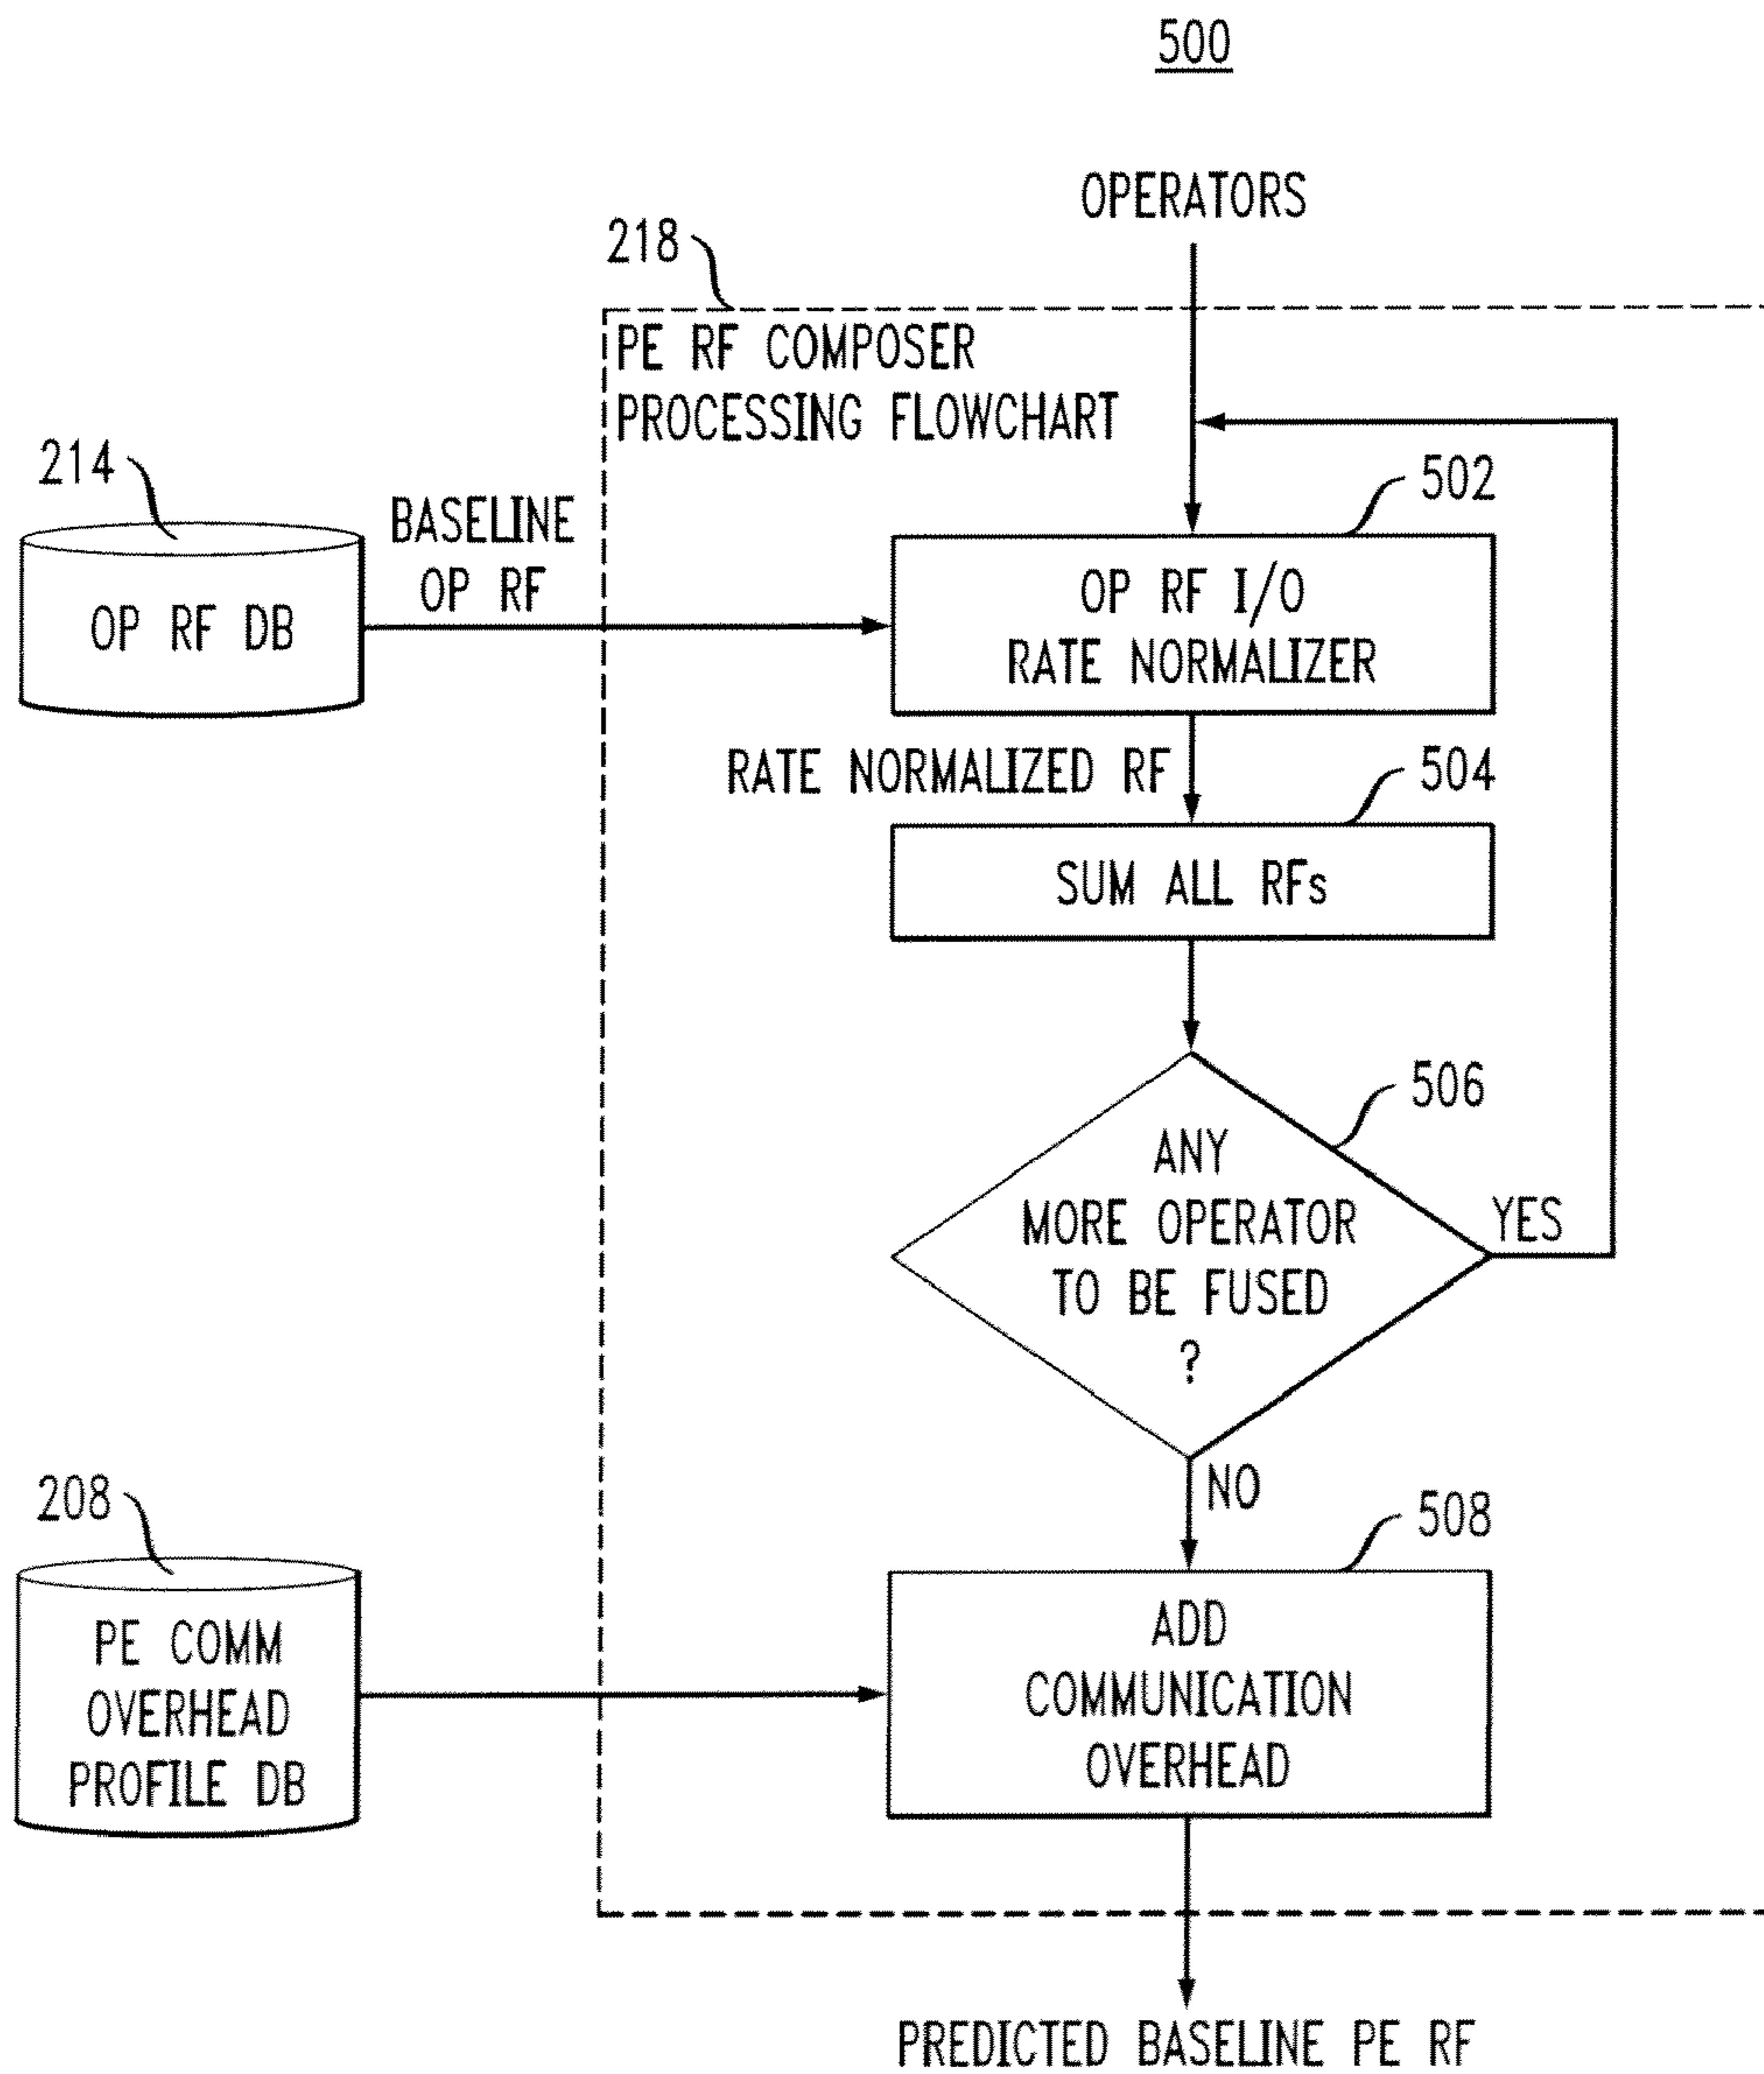 500
OPERATORS
218
PE RF COMPOSER
PROCESSING FLOWCHART
214
BASELINE
OP RF
502
OP RF DB
OP RF I/O
RATE NORMALIZER
RATE NORMALIZED RF
504
SUM ALL RFs
506
ANY
MORE OPERATOR
TO BE FUSED
?
YES
NO
208
508
PE COMM
OVERHEAD
PROFILE DB
ADD
COMMUNICATION
OVERHEAD
PREDICTED BASELINE PE RF